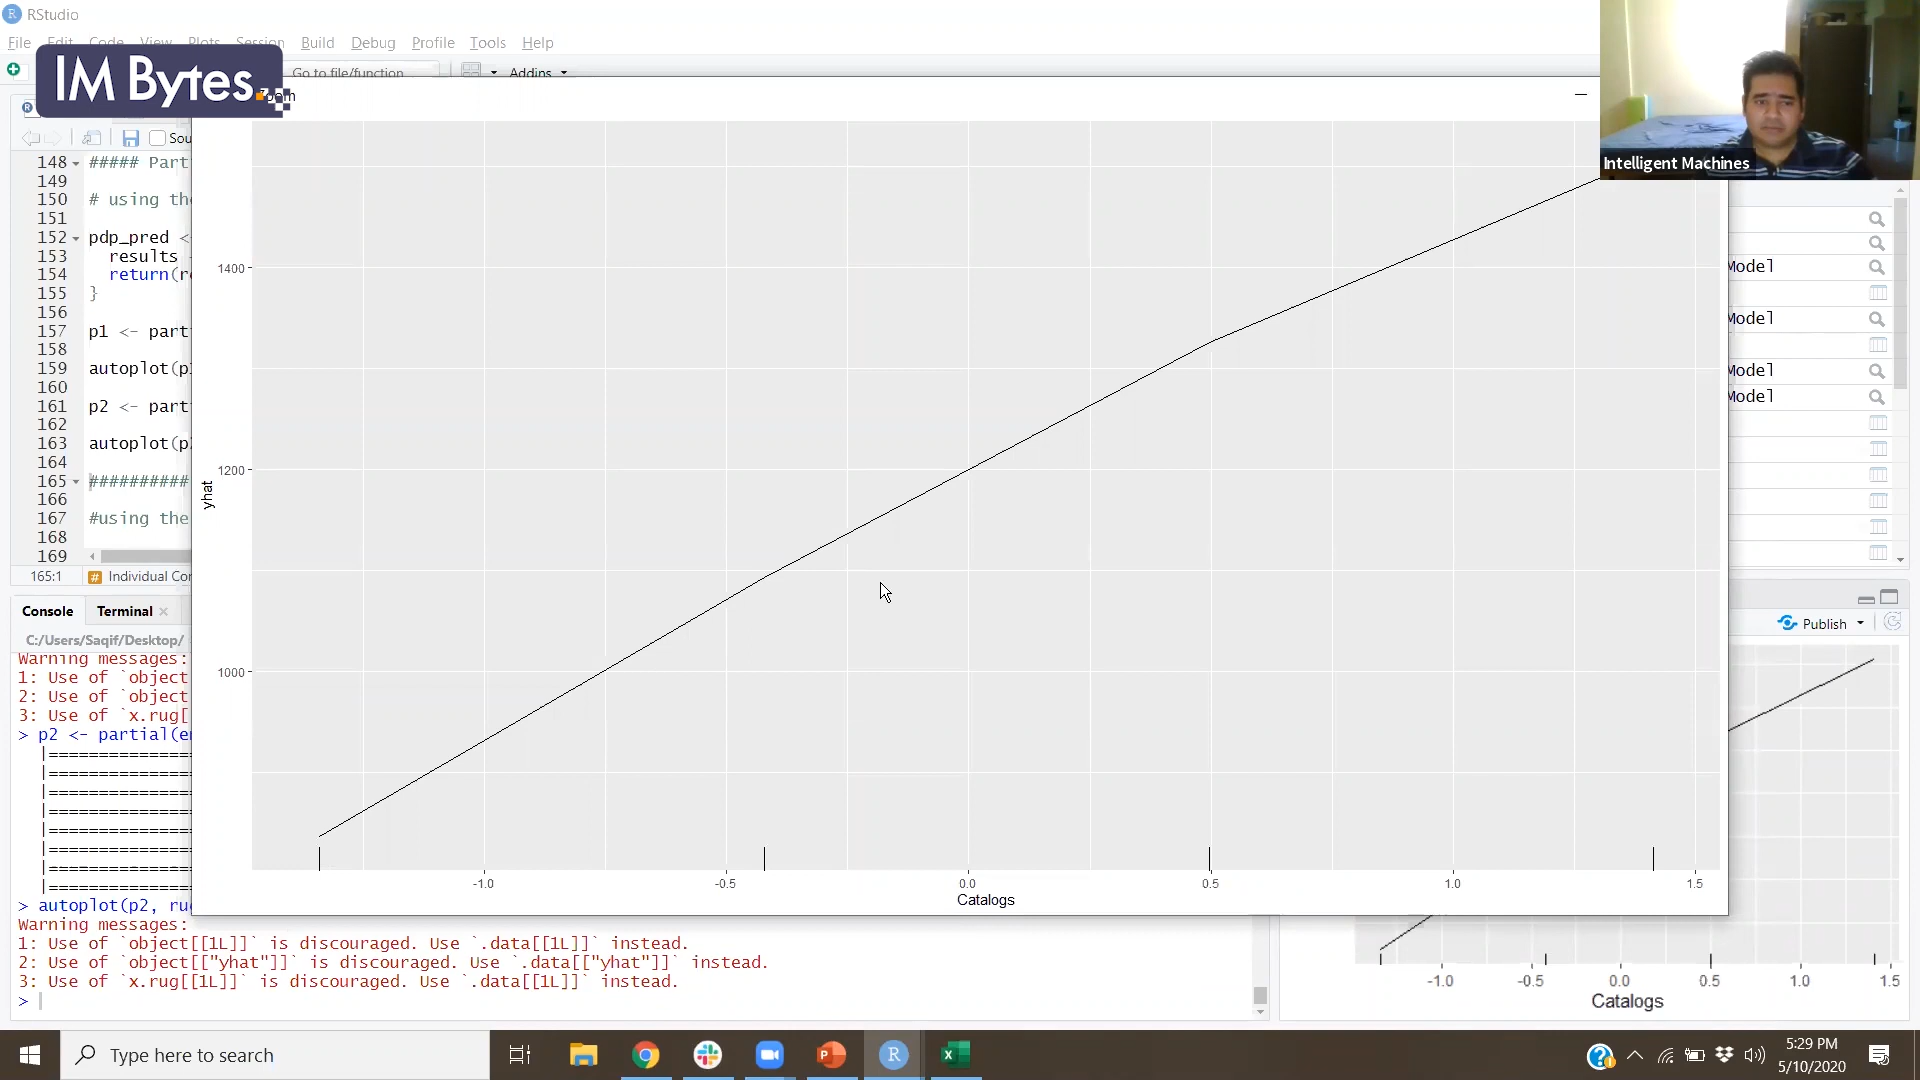 RStudio
File Edit Code View Plots Session Build Debug Profile Tools Help
IM Bytes
Go to file/function
Addins
Intelligent Machines
148 ##### Part
149
150 # using the
151
152 pdp_pred <-
153 results
154 return(re
155 }
156
157 p1 <- part
158
159 autoplot(p
160
161 p2 <- part
162
163 autoplot(p
164
165 ##########
166
167 #using the
168
169
165:1 Individual Con
1400
1200
1000
yhat
-1.0 -0.5 0.0 0.5 1.0 1.5
Catalogs
Model
Model
Model
Model
Publish
-1.0 -0.5 0.0 0.5 1.0 1.5
Catalogs
Console Terminal
C:/Users/Saqif/Desktop/
Warning messages:
1: Use of `object
2: Use of `object
3: Use of `x.rug[
> p2 <- partial(en
|=================
|=================
|=================
|=================
|=================
|=================
|=================
|=================
> autoplot(p2, rug
Warning messages:
1: Use of `object[[1L]]` is discouraged. Use `.data[[1L]]` instead.
2: Use of `object[["yhat"]]` is discouraged. Use `.data[["yhat"]]` instead.
3: Use of `x.rug[[1L]]` is discouraged. Use `.data[[1L]]` instead.
>
Type here to search
5:29 PM
5/10/2020